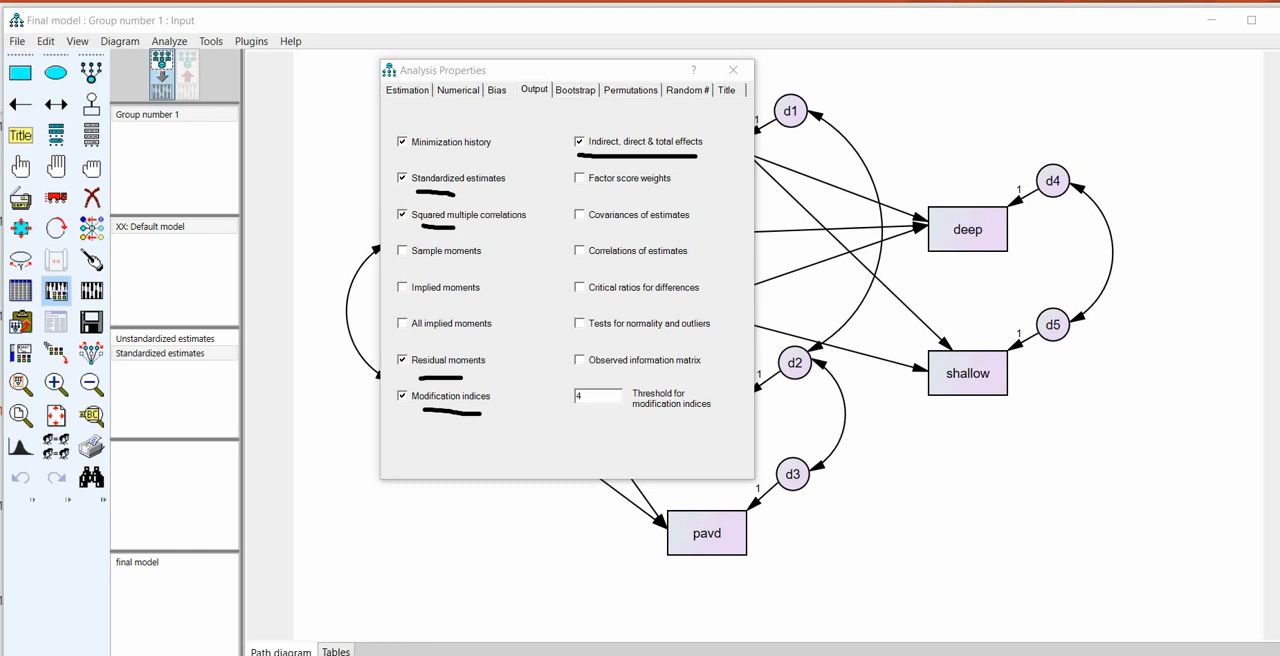 Final model : Group number 1 : Input
File Edit View Diagram Analyze Tools Plugins Help
Title
Group number 1
XX: Default model
Unstandardized estimates
Standardized estimates
final model
Analysis Properties ?
Estimation Numerical Bias Output Bootstrap Permutations Random # Title
Minimization history
Indirect, direct & total effects
Standardized estimates
Factor score weights
Squared multiple correlations
Covariances of estimates
Sample moments
Correlations of estimates
Implied moments
Critical ratios for differences
All implied moments
Tests for normality and outliers
Residual moments
Observed information matrix
Modification indices
4
Threshold for
modification indices
d1
1
d4
1
deep
d5
1
shallow
d2
1
d3
1
pavd
Path diagram Tables